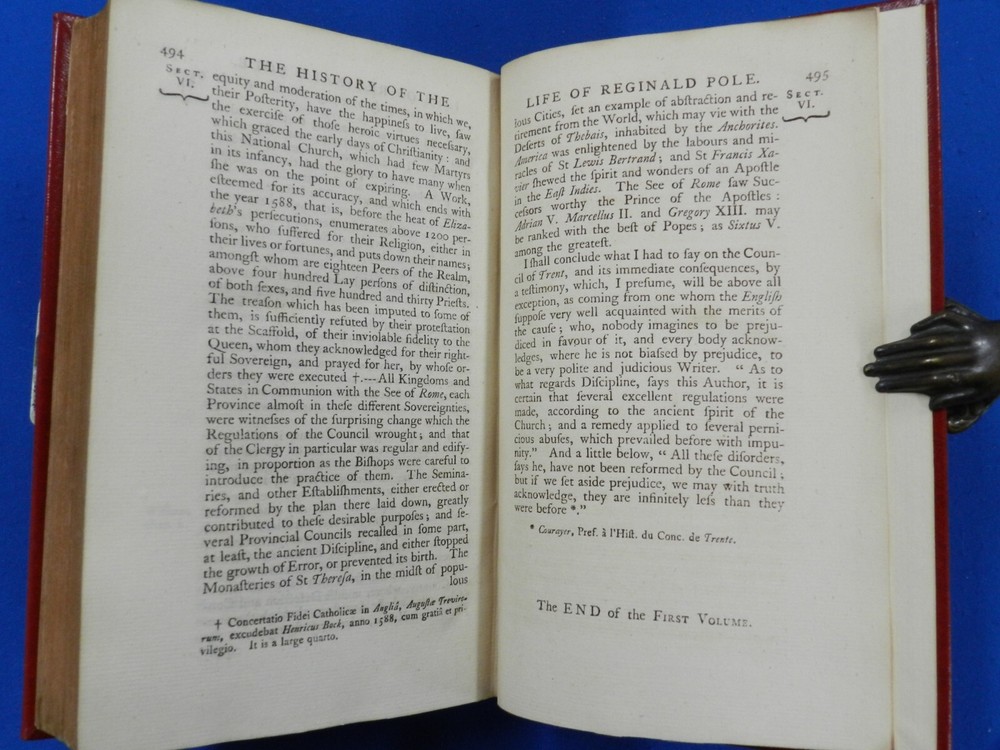 494
THE HISTORY OF THE
SECT.
VI.
equity and moderation of the times, in which we,
their Poſterity, have the happineſs to live, ſaw
the exerciſe of thoſe heroic virtues neceſſary,
which graced the early days of Chriſtianity: and
this National Church, which had few Martyrs
in its infancy, had the glory to have many when
ſhe was on the point of expiring. A Work,
eſteemed for its accuracy, and which ends with
the year 1588, that is, before the heat of Eliza-
beth's perſecutions, enumerates above 1200 per-
ſons, who ſuffered for their Religion, either in
their lives or fortunes, and puts down their names;
amongſt whom are eighteen Peers of the Realm,
above four hundred Lay perſons of diſtinction,
of both ſexes, and five hundred and thirty Prieſts.
The treaſon which has been imputed to ſome of
them, is ſufficiently refuted by their proteſtation
at the Scaffold, of their inviolable fidelity to the
Queen, whom they acknowledged for their right-
ful Sovereign, and prayed for her, by whoſe or-
ders they were executed †.---All Kingdoms and
States in Communion with the See of Rome, each
Province almoſt in theſe different Sovereignties,
were witneſſes of the ſurpriſing change which the
Regulations of the Council wrought; and that
of the Clergy in particular was regular and edify-
ing, in proportion as the Biſhops were careful to
introduce the practice of them. The Semina-
ries, and other Eſtabliſhments, either erected or
reformed by the plan there laid down, greatly
contributed to theſe deſirable purpoſes; and ſe-
veral Provincial Councils recalled in ſome part,
at leaſt, the ancient Diſcipline, and either ſtopped
the growth of Error, or prevented its birth. The
Monaſteries of St Thereſa, in the midſt of popu-
lous
† Concertatio Fidei Catholicæ in Angliâ, Auguſtæ Trevirr-
rum, excudebat Henricus Bock, anno 1588, cum gratiâ et pri-
vilegio. It is a large quarto.
LIFE OF REGINALD POLE.
495
SECT.
VI.
lous Cities, ſet an example of abſtraction and re-
tirement from the World, which may vie with the
Deſerts of Thebais, inhabited by the Anchorites.
America was enlightened by the labours and mi-
racles of St Lewis Bertrand; and St Francis Xa-
vier ſhewed the ſpirit and wonders of an Apoſtle
in the Eaſt Indies. The See of Rome ſaw Suc-
ceſſors worthy the Prince of the Apoſtles:
Adrian V. Marcellus II. and Gregory XIII. may
be ranked with the beſt of Popes; as Sixtus V.
among the greateſt.
I ſhall conclude what I had to ſay on the Coun-
cil of Trent, and its immediate conſequences, by
a teſtimony, which, I preſume, will be above all
exception, as coming from one whom the Engliſh
ſuppoſe very well acquainted with the merits of
the cauſe; who, nobody imagines to be preju-
diced in favour of it, and every body acknow-
ledges, where he is not biaſſed by prejudice, to
be a very polite and judicious Writer. " As to
what regards Diſcipline, ſays this Author, it is
certain that ſeveral excellent regulations were
made, according to the ancient ſpirit of the
Church; and a remedy applied to ſeveral perni-
cious abuſes, which prevailed before with impu-
nity." And a little below, " All theſe diſorders,
ſays he, have not been reformed by the Council;
but if we ſet aſide prejudice, we may with truth
acknowledge, they are infinitely leſs than they
were before *."
* Courayer, Pref. à l'Hiſt. du Conc. de Trente.
The END of the FIRST VOLUME.